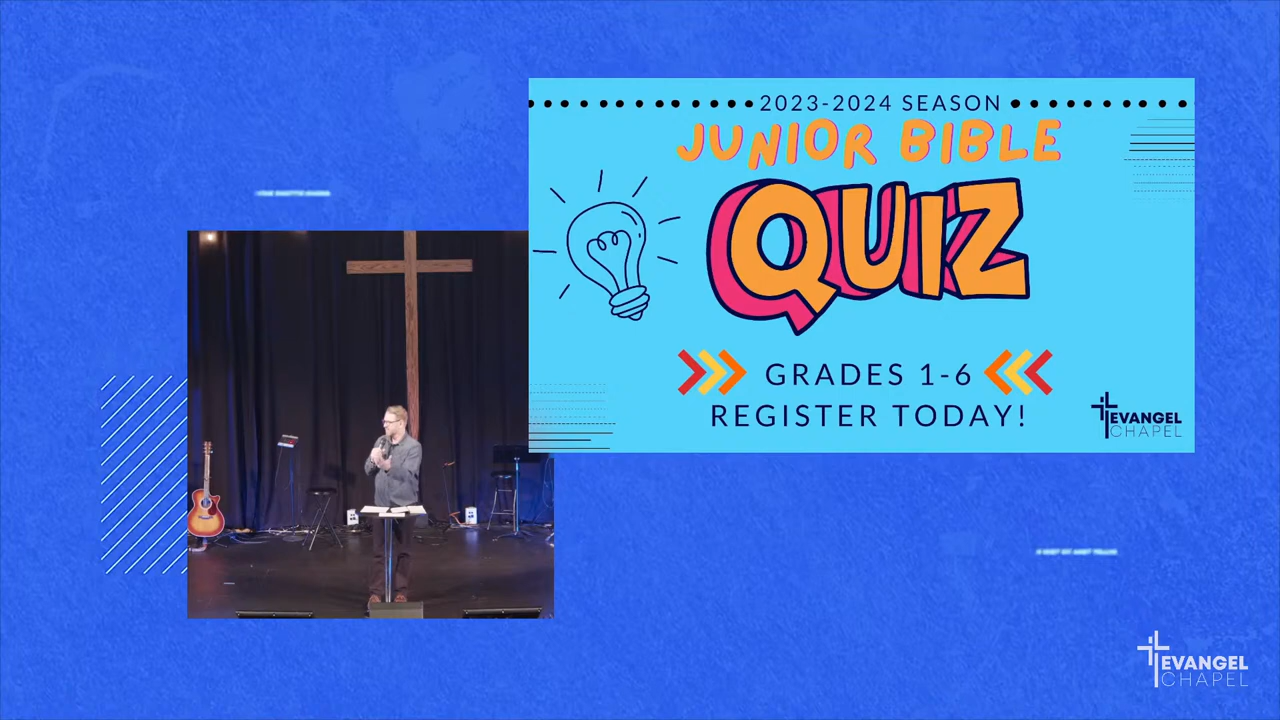 2023-2024 SEASON
JUNIOR BIBLE
QUIZ
GRADES 1-6
REGISTER TODAY!
EVANGEL
CHAPEL
EVANGEL
CHAPEL